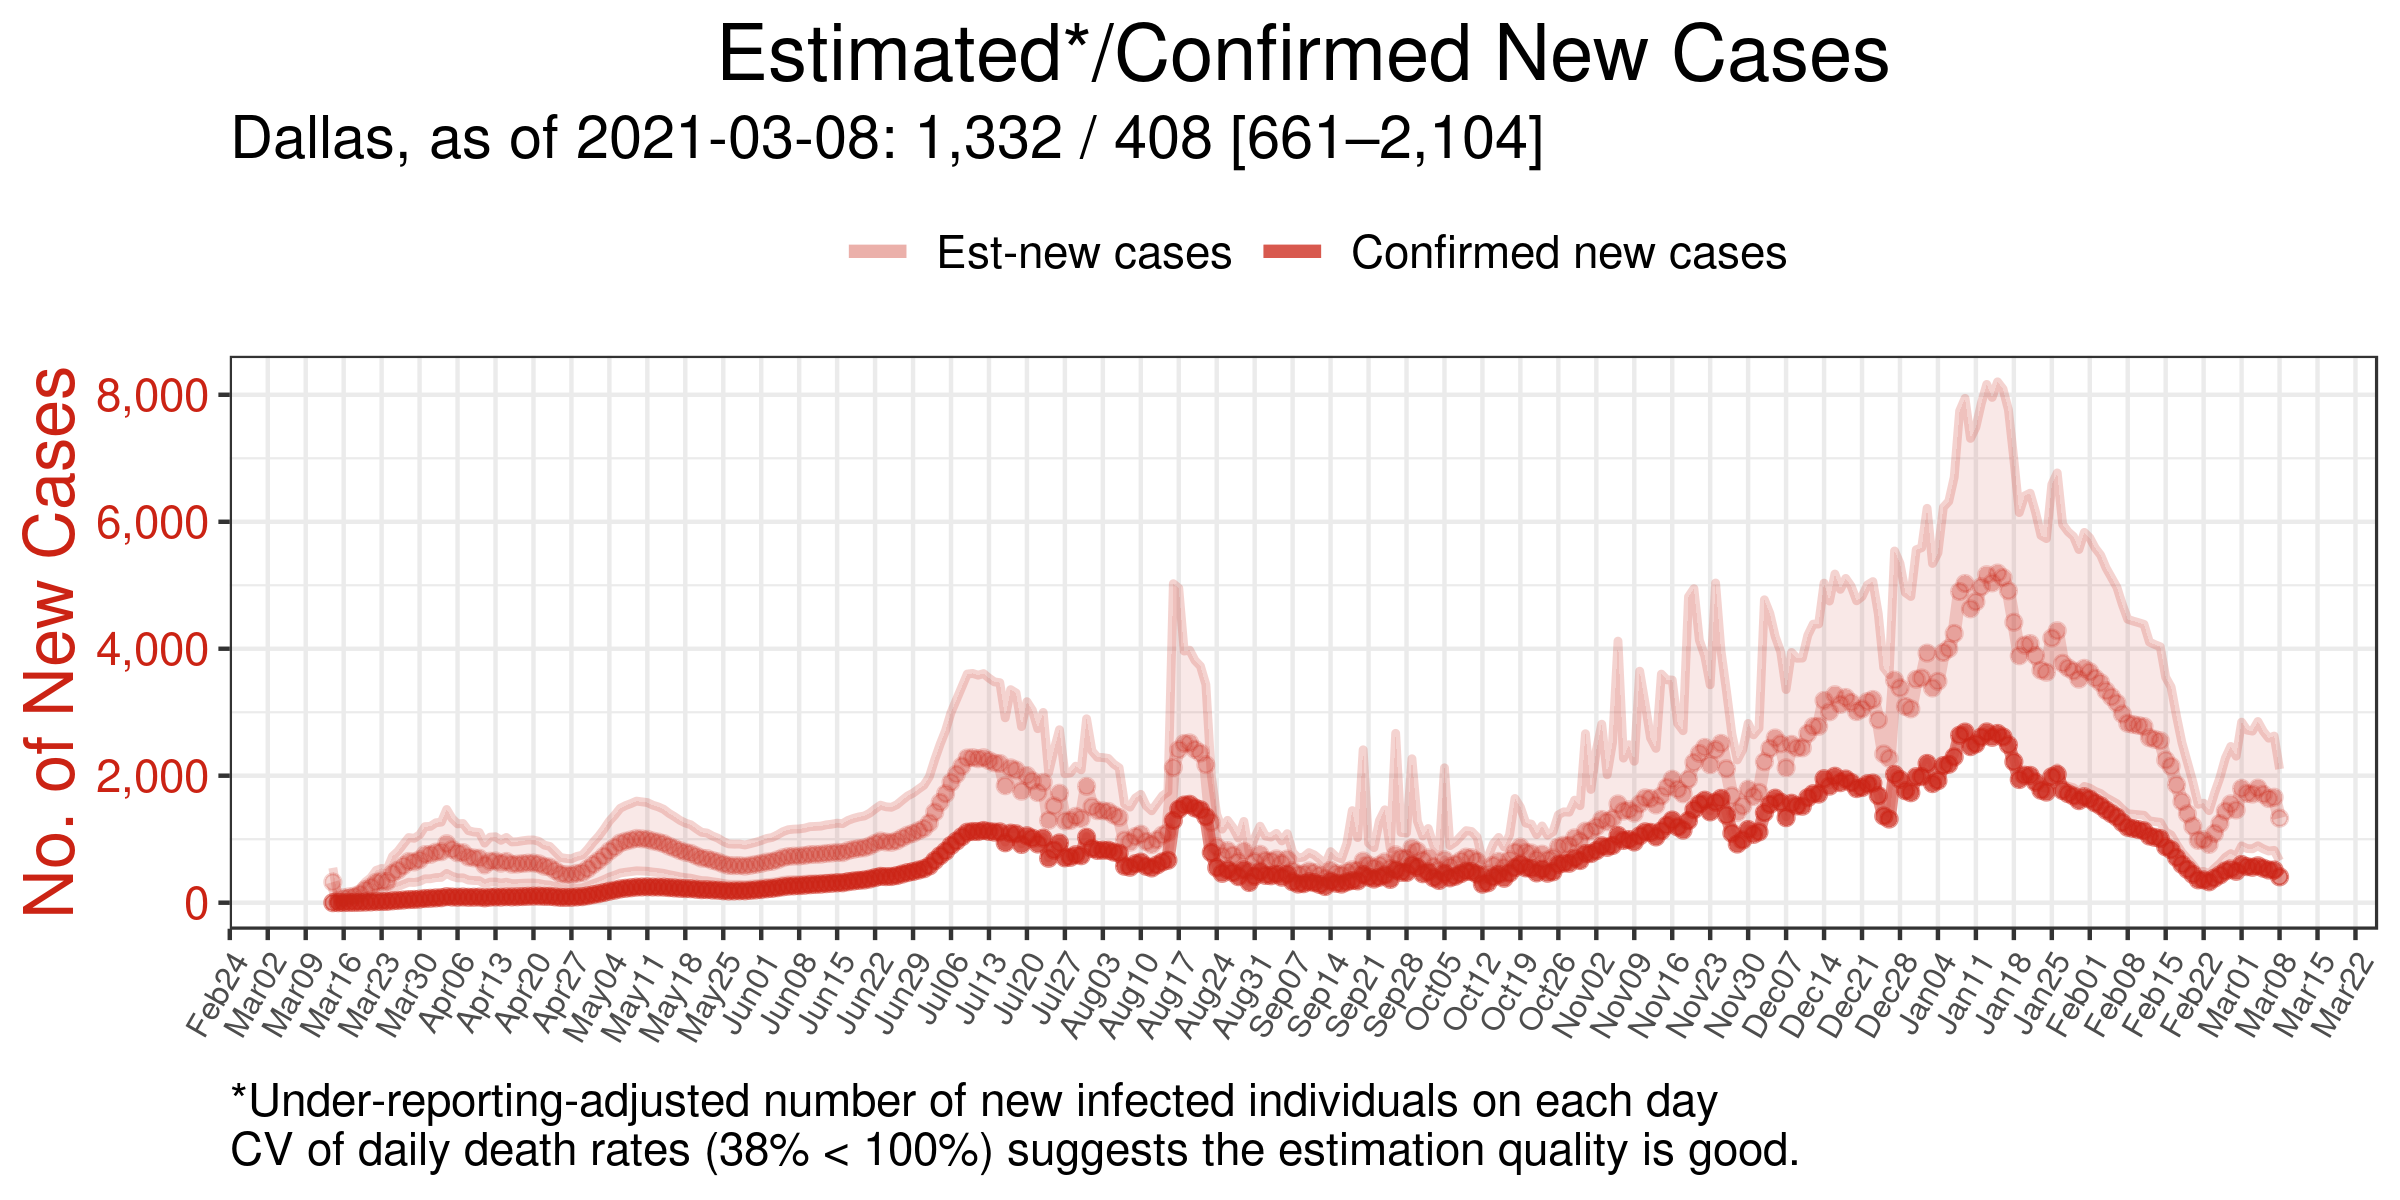 Estimated*/Confirmed New Cases
Dallas, as of 2021-03-08: 1,332 / 408 [661–2,104]
Est-new cases Confirmed new cases
No. of New Cases
8,000
6,000
4,000
2,000
0
Feb24 Mar02 Mar09 Mar16 Mar23 Mar30 Apr06 Apr13 Apr20 Apr27 May04 May11 May18 May25 Jun01 Jun08 Jun15 Jun22 Jun29 Jul06 Jul13 Jul20 Jul27 Aug03 Aug10 Aug17 Aug24 Aug31 Sep07 Sep14 Sep21 Sep28 Oct05 Oct12 Oct19 Oct26 Nov02 Nov09 Nov16 Nov23 Nov30 Dec07 Dec14 Dec21 Dec28 Jan04 Jan11 Jan18 Jan25 Feb01 Feb08 Feb15 Feb22 Mar01 Mar08 Mar15 Mar22
*Under-reporting-adjusted number of new infected individuals on each day
CV of daily death rates (38% < 100%) suggests the estimation quality is good.